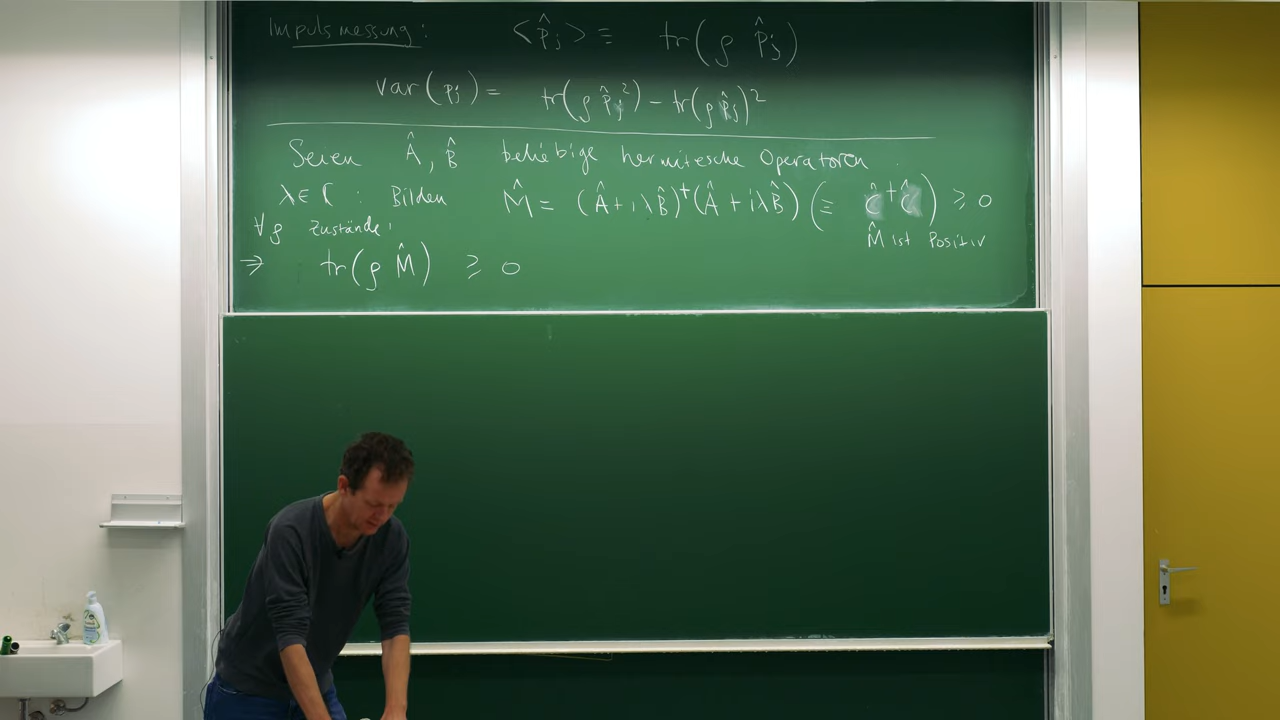 Impulsmessung: <p̂ⱼ> ≡ tr(ρ p̂ⱼ)
var(pⱼ) = tr(ρ p̂ⱼ²) − tr(ρ p̂ⱼ)²
Seien Â, B̂ beliebige hermitesche Operatoren.
λ∈ℂ : Bilden M̂ = (Â + iλB̂)†(Â + iλB̂) (≡ Ĉ†Ĉ) ⩾ 0
∀ρ Zustände: M̂ ist Positiv
⇒ tr(ρ M̂) ⩾ 0